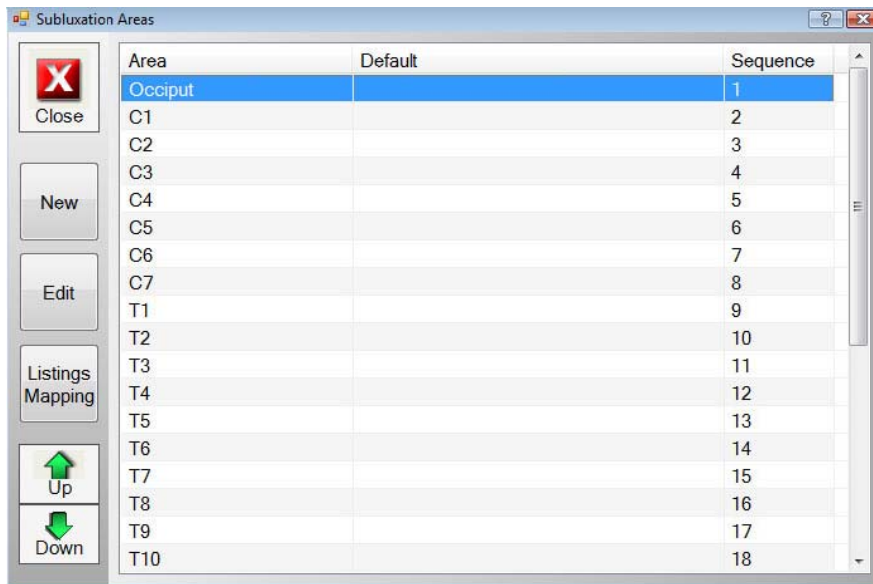 Subluxation Areas
?
X
Close
New
Edit
Listings
Mapping
Up
Down
Area Default Sequence
Occiput 1
C1 2
C2 3
C3 4
C4 5
C5 6
C6 7
C7 8
T1 9
T2 10
T3 11
T4 12
T5 13
T6 14
T7 15
T8 16
T9 17
T10 18